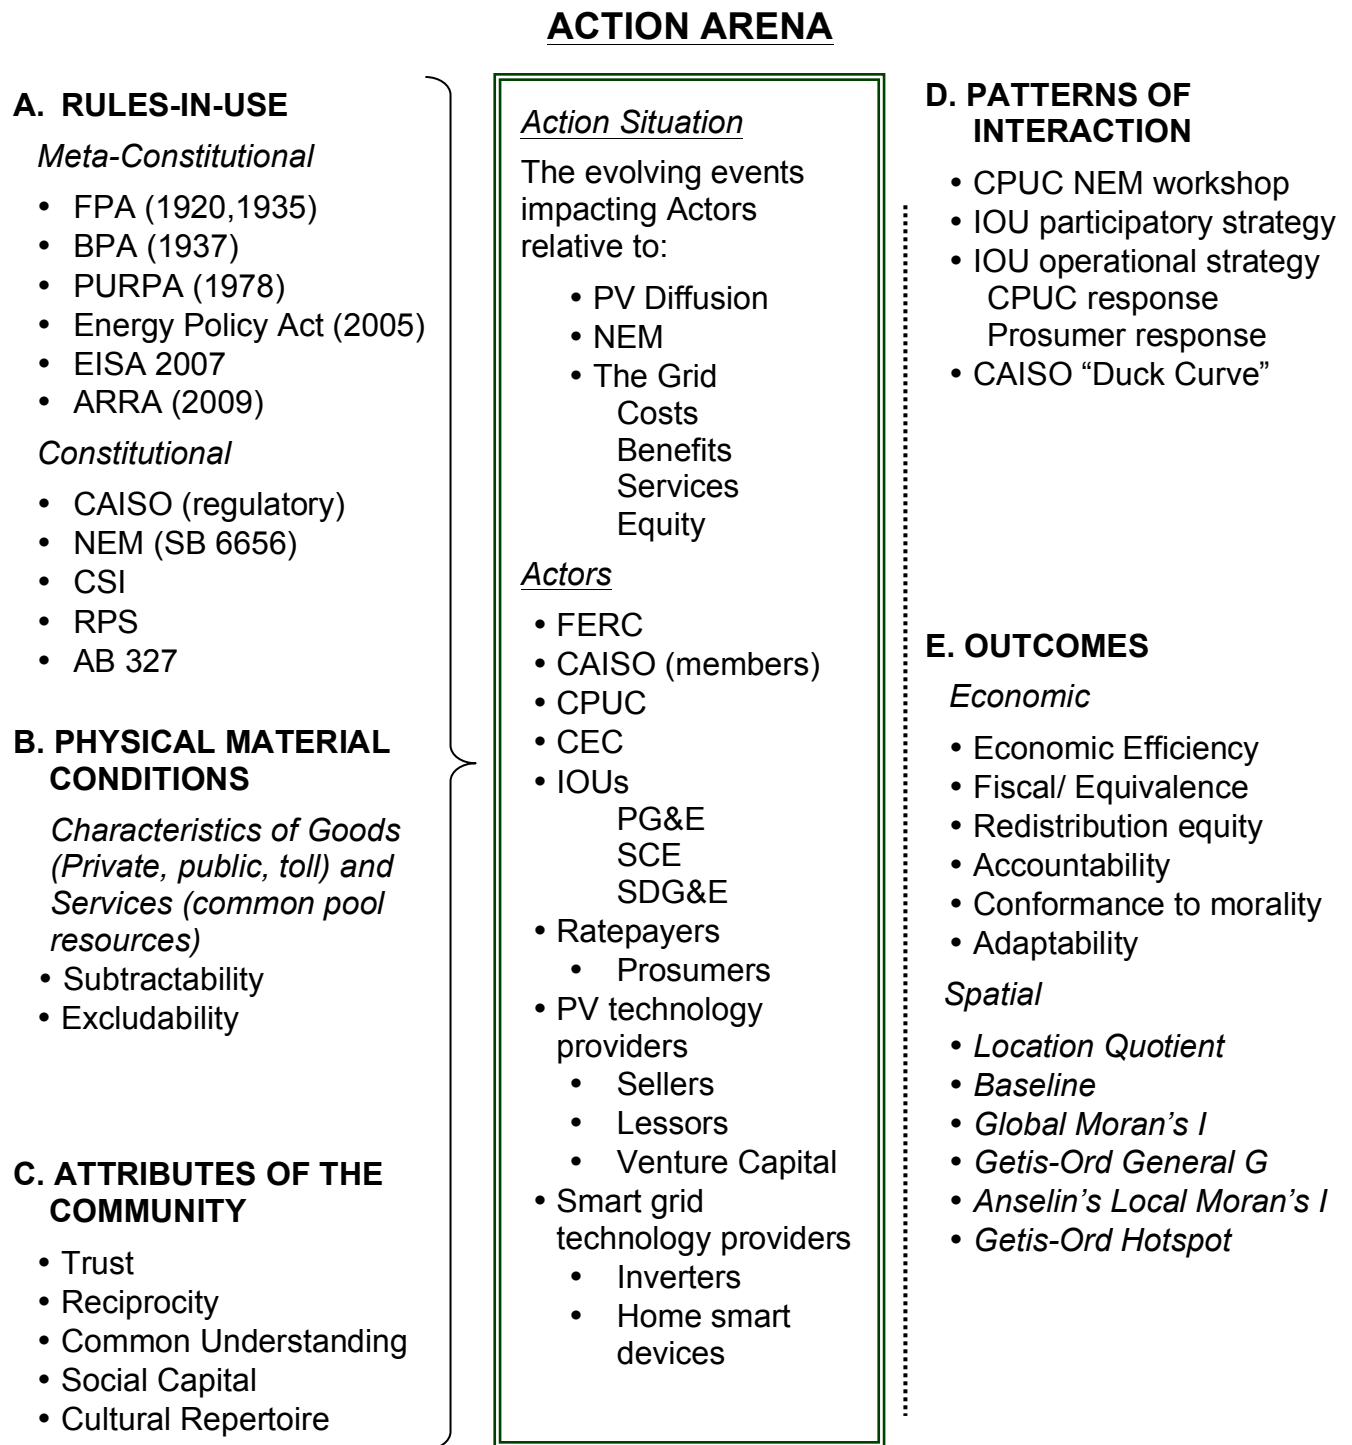 ACTION ARENA
A. RULES-IN-USE
Meta-Constitutional
• FPA (1920,1935)
• BPA (1937)
• PURPA (1978)
• Energy Policy Act (2005)
• EISA 2007
• ARRA (2009)
Constitutional
• CAISO (regulatory)
• NEM (SB 6656)
• CSI
• RPS
• AB 327
B. PHYSICAL MATERIAL
CONDITIONS
Characteristics of Goods
(Private, public, toll) and
Services (common pool
resources)
• Subtractability
• Excludability
C. ATTRIBUTES OF THE
COMMUNITY
• Trust
• Reciprocity
• Common Understanding
• Social Capital
• Cultural Repertoire
Action Situation
The evolving events
impacting Actors
relative to:
• PV Diffusion
• NEM
• The Grid
Costs
Benefits
Services
Equity
Actors
• FERC
• CAISO (members)
• CPUC
• CEC
• IOUs
PG&E
SCE
SDG&E
• Ratepayers
• Prosumers
• PV technology
providers
• Sellers
• Lessors
• Venture Capital
• Smart grid
technology providers
• Inverters
• Home smart
devices
D. PATTERNS OF
INTERACTION
• CPUC NEM workshop
• IOU participatory strategy
• IOU operational strategy
CPUC response
Prosumer response
• CAISO “Duck Curve”
E. OUTCOMES
Economic
• Economic Efficiency
• Fiscal/ Equivalence
• Redistribution equity
• Accountability
• Conformance to morality
• Adaptability
Spatial
• Location Quotient
• Baseline
• Global Moran’s I
• Getis-Ord General G
• Anselin’s Local Moran’s I
• Getis-Ord Hotspot